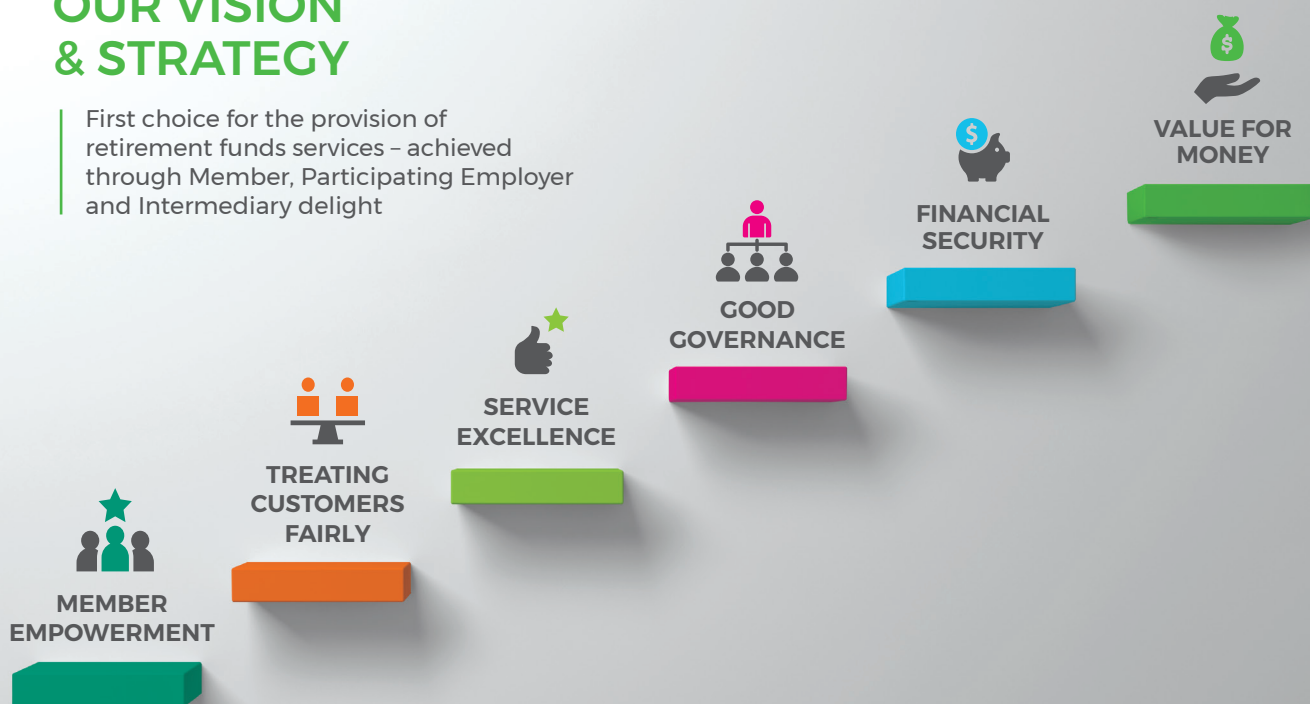 OUR VISION
& STRATEGY
First choice for the provision of
retirement funds services – achieved
through Member, Participating Employer
and Intermediary delight
MEMBER
EMPOWERMENT
TREATING
CUSTOMERS
FAIRLY
SERVICE
EXCELLENCE
GOOD
GOVERNANCE
$
FINANCIAL
SECURITY
$
VALUE FOR
MONEY